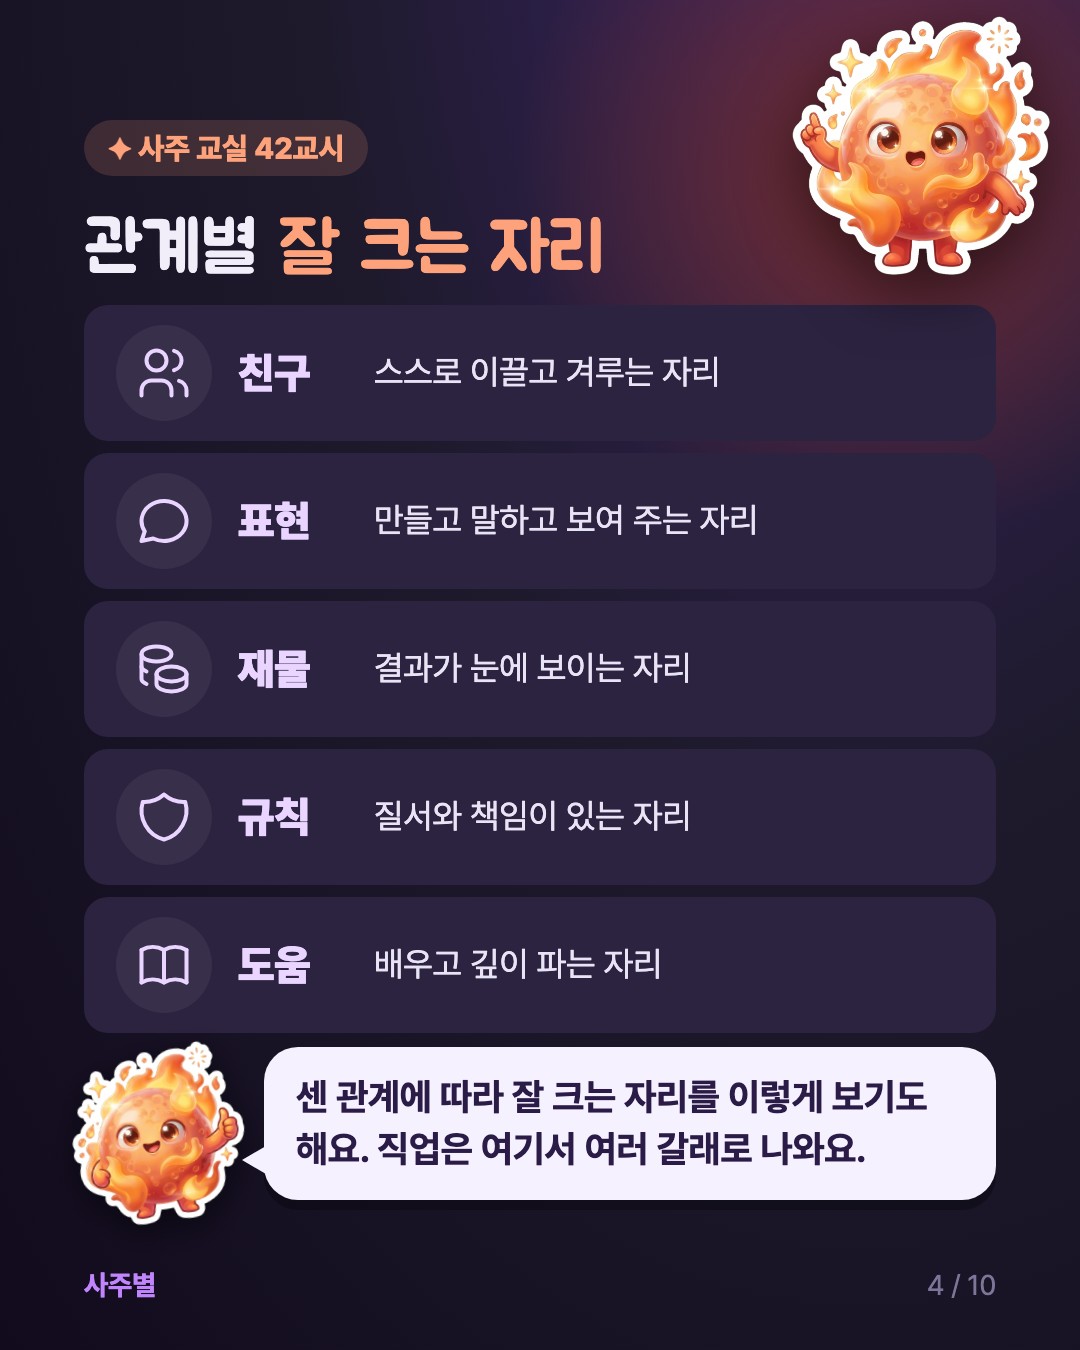 사주 교실 42교시
관계별 잘 크는 자리
친구 스스로 이끌고 겨루는 자리
표현 만들고 말하고 보여 주는 자리
재물 결과가 눈에 보이는 자리
규칙 질서와 책임이 있는 자리
도움 배우고 깊이 파는 자리
센 관계에 따라 잘 크는 자리를 이렇게 보기도
해요. 직업은 여기서 여러 갈래로 나와요.
사주별
4 / 10